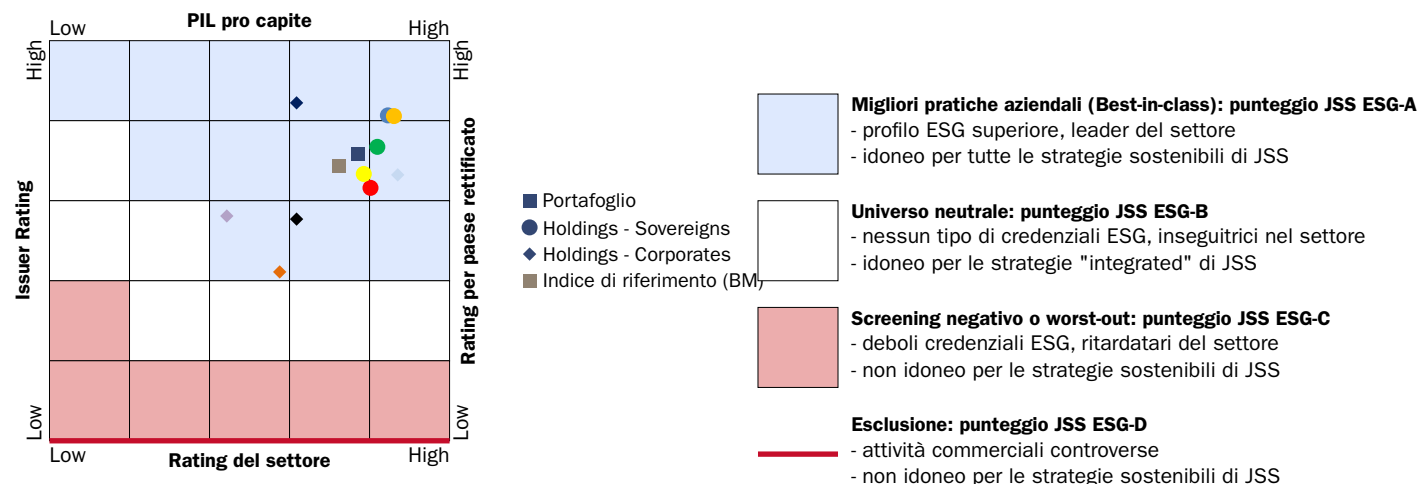 PIL pro capite
Low
High
High
High
Issuer Rating
Rating per paese rettificato
Low
Low
Low
High
Rating del settore
Portafoglio
Holdings - Sovereigns
Holdings - Corporates
Indice di riferimento (BM)
Migliori pratiche aziendali (Best-in-class): punteggio JSS ESG-A
- profilo ESG superiore, leader del settore
- idoneo per tutte le strategie sostenibili di JSS
Universo neutrale: punteggio JSS ESG-B
- nessun tipo di credenziali ESG, inseguitrici nel settore
- idoneo per le strategie "integrated" di JSS
Screening negativo o worst-out: punteggio JSS ESG-C
- deboli credenziali ESG, ritardatari del settore
- non idoneo per le strategie sostenibili di JSS
Esclusione: punteggio JSS ESG-D
- attività commerciali controverse
- non idoneo per le strategie sostenibili di JSS